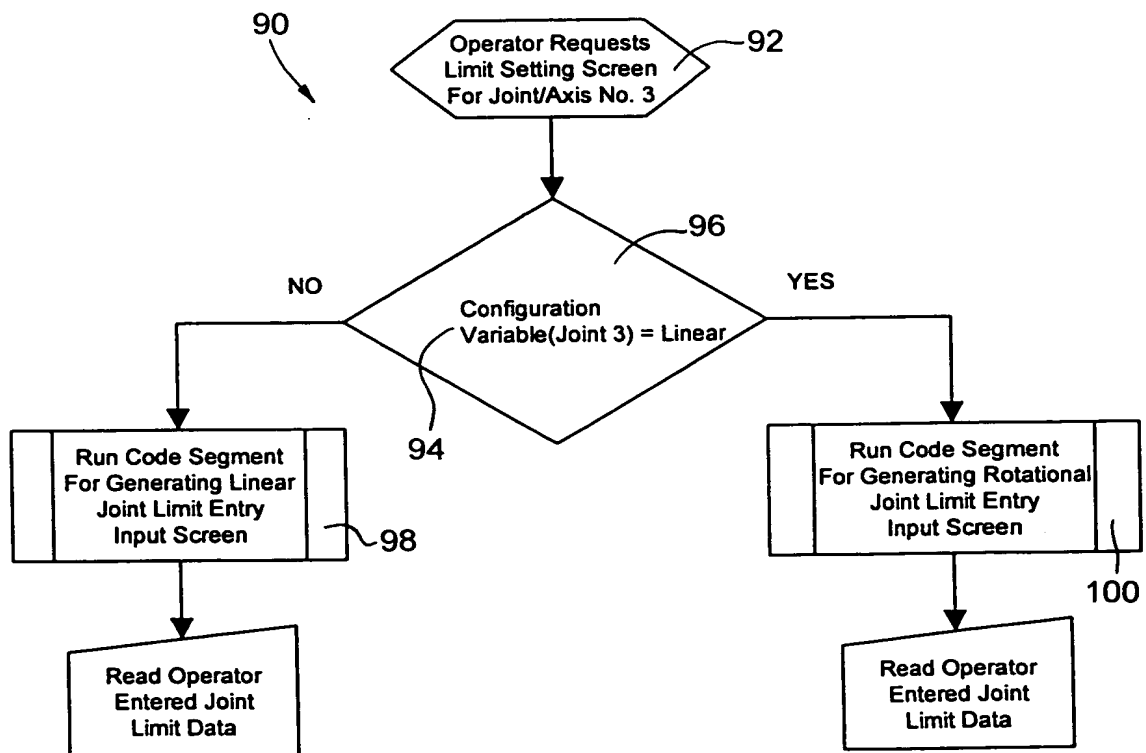 90
Operator Requests
Limit Setting Screen
For Joint/Axis No. 3
92
96
NO
YES
Configuration
Variable(Joint 3) = Linear
94
Run Code Segment
For Generating Linear
Joint Limit Entry
Input Screen
98
Run Code Segment
For Generating Rotational
Joint Limit Entry
Input Screen
100
Read Operator
Entered Joint
Limit Data
Read Operator
Entered Joint
Limit Data